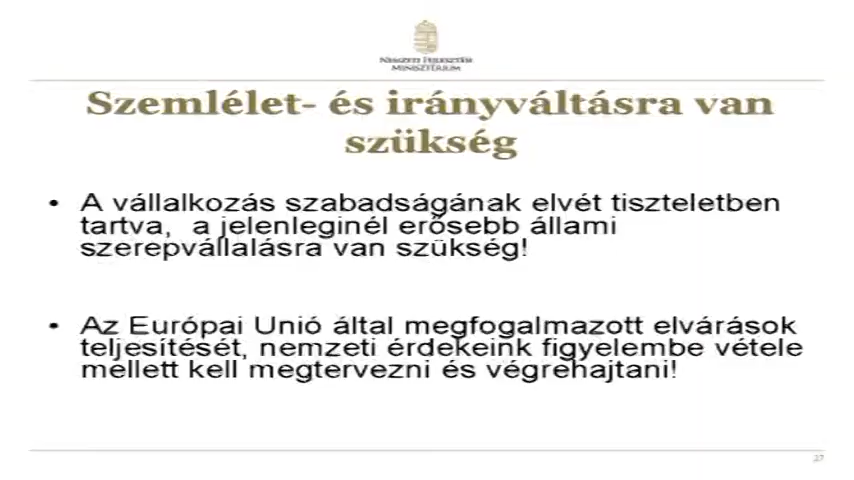 NEMZETI FEJLESZTÉSI
MINISZTÉRIUM
Szemlélet- és irányváltásra van
szükség
• A vállalkozás szabadságának elvét tiszteletben
tartva, a jelenleginél erősebb állami
szerepvállalásra van szükség!
• Az Európai Unió által megfogalmazott elvárások
teljesítését, nemzeti érdekeink figyelembe vétele
mellett kell megtervezni és végrehajtani!
27